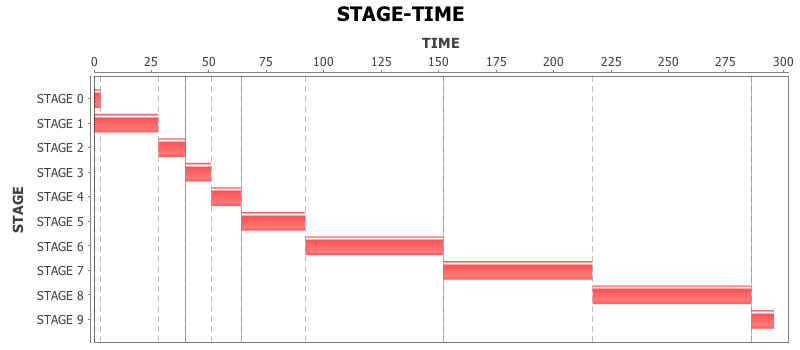 STAGE-TIME
TIME
0 25 50 75 100 125 150 175 200 225 250 275 300
STAGE
STAGE 0
STAGE 1
STAGE 2
STAGE 3
STAGE 4
STAGE 5
STAGE 6
STAGE 7
STAGE 8
STAGE 9